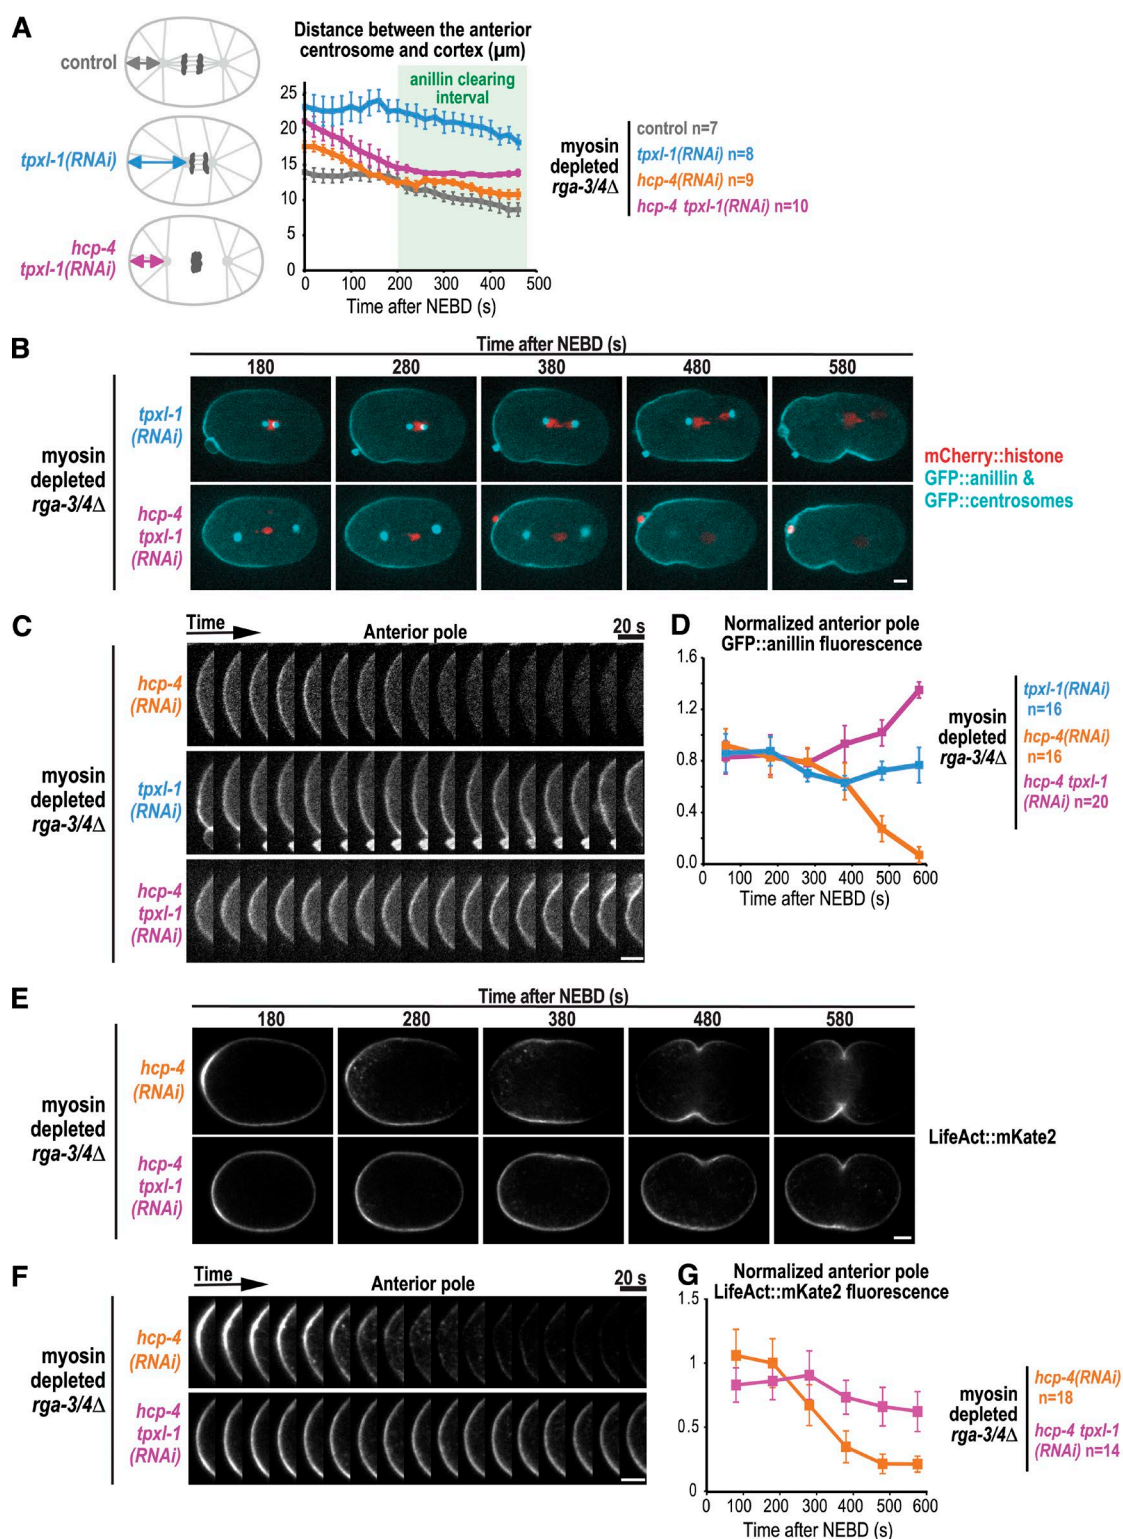 A
control
tpxl-1(RNAi)
hcp-4
tpxl-1(RNAi)
Distance between the anterior
centrosome and cortex (µm)
anillin clearing
interval
25
20
15
10
5
0
0 100 200 300 400 500
Time after NEBD (s)
myosin
depleted
rga-3/4Δ
control n=7
tpxl-1(RNAi) n=8
hcp-4(RNAi) n=9
hcp-4 tpxl-1(RNAi) n=10
B
Time after NEBD (s)
180 280 380 480 580
myosin
depleted
rga-3/4Δ
tpxl-1
(RNAi)
hcp-4
tpxl-1
(RNAi)
mCherry::histone
GFP::anillin &
GFP::centrosomes
C
Time
Anterior pole
20 s
myosin
depleted
rga-3/4Δ
hcp-4
(RNAi)
tpxl-1
(RNAi)
hcp-4
tpxl-1
(RNAi)
D
Normalized anterior pole
GFP::anillin fluorescence
1.6
1.2
0.8
0.4
0.0
0 100 200 300 400 500 600
Time after NEBD (s)
myosin
depleted
rga-3/4Δ
tpxl-1(RNAi)
n=16
hcp-4(RNAi)
n=16
hcp-4 tpxl-1
(RNAi) n=20
E
Time after NEBD (s)
180 280 380 480 580
myosin
depleted
rga-3/4Δ
hcp-4
(RNAi)
hcp-4
tpxl-1
(RNAi)
LifeAct::mKate2
F
Time
Anterior pole
20 s
myosin
depleted
rga-3/4Δ
hcp-4
(RNAi)
hcp-4
tpxl-1
(RNAi)
G
Normalized anterior pole
LifeAct::mKate2 fluorescence
1.5
1
0.5
0
0 100 200 300 400 500 600
Time after NEBD (s)
myosin
depleted
rga-3/4Δ
hcp-4(RNAi)
n=18
hcp-4 tpxl-1
(RNAi) n=14